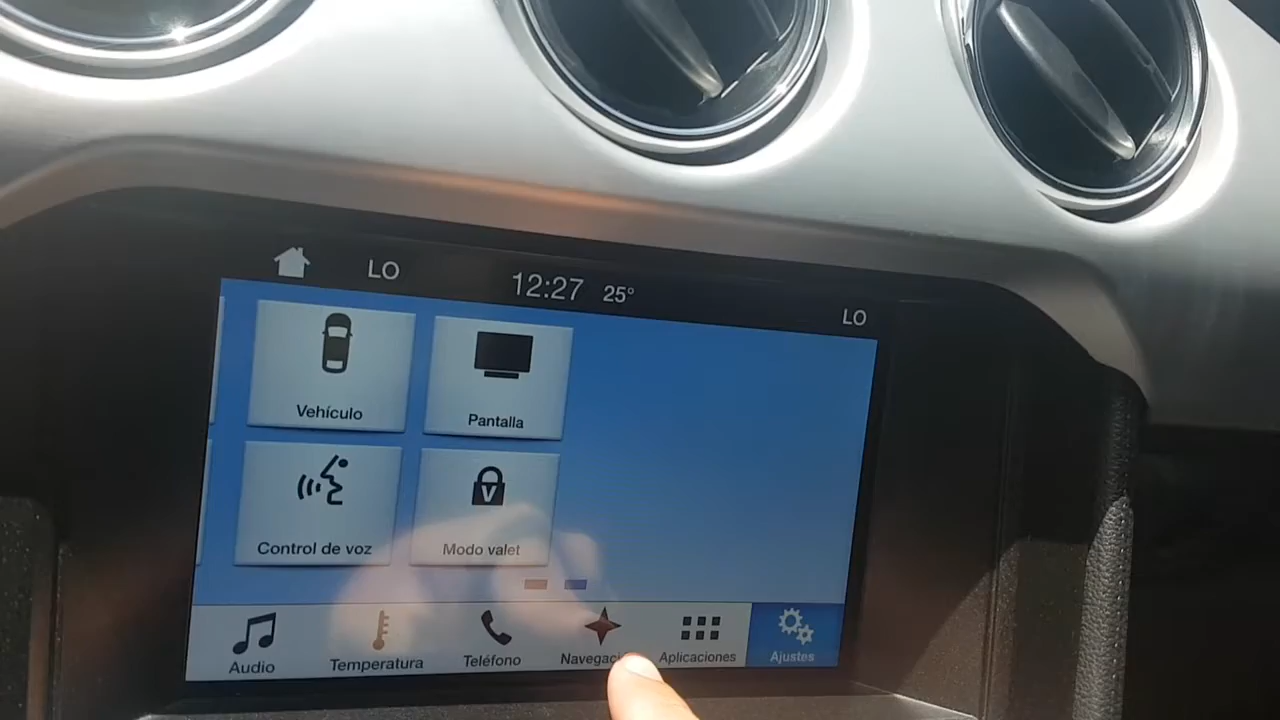 LO
12:27 25°
LO
Vehículo
Pantalla
Control de voz
V
Modo valet
Audio
Temperatura
Teléfono
Aplicaciones
Ajustes